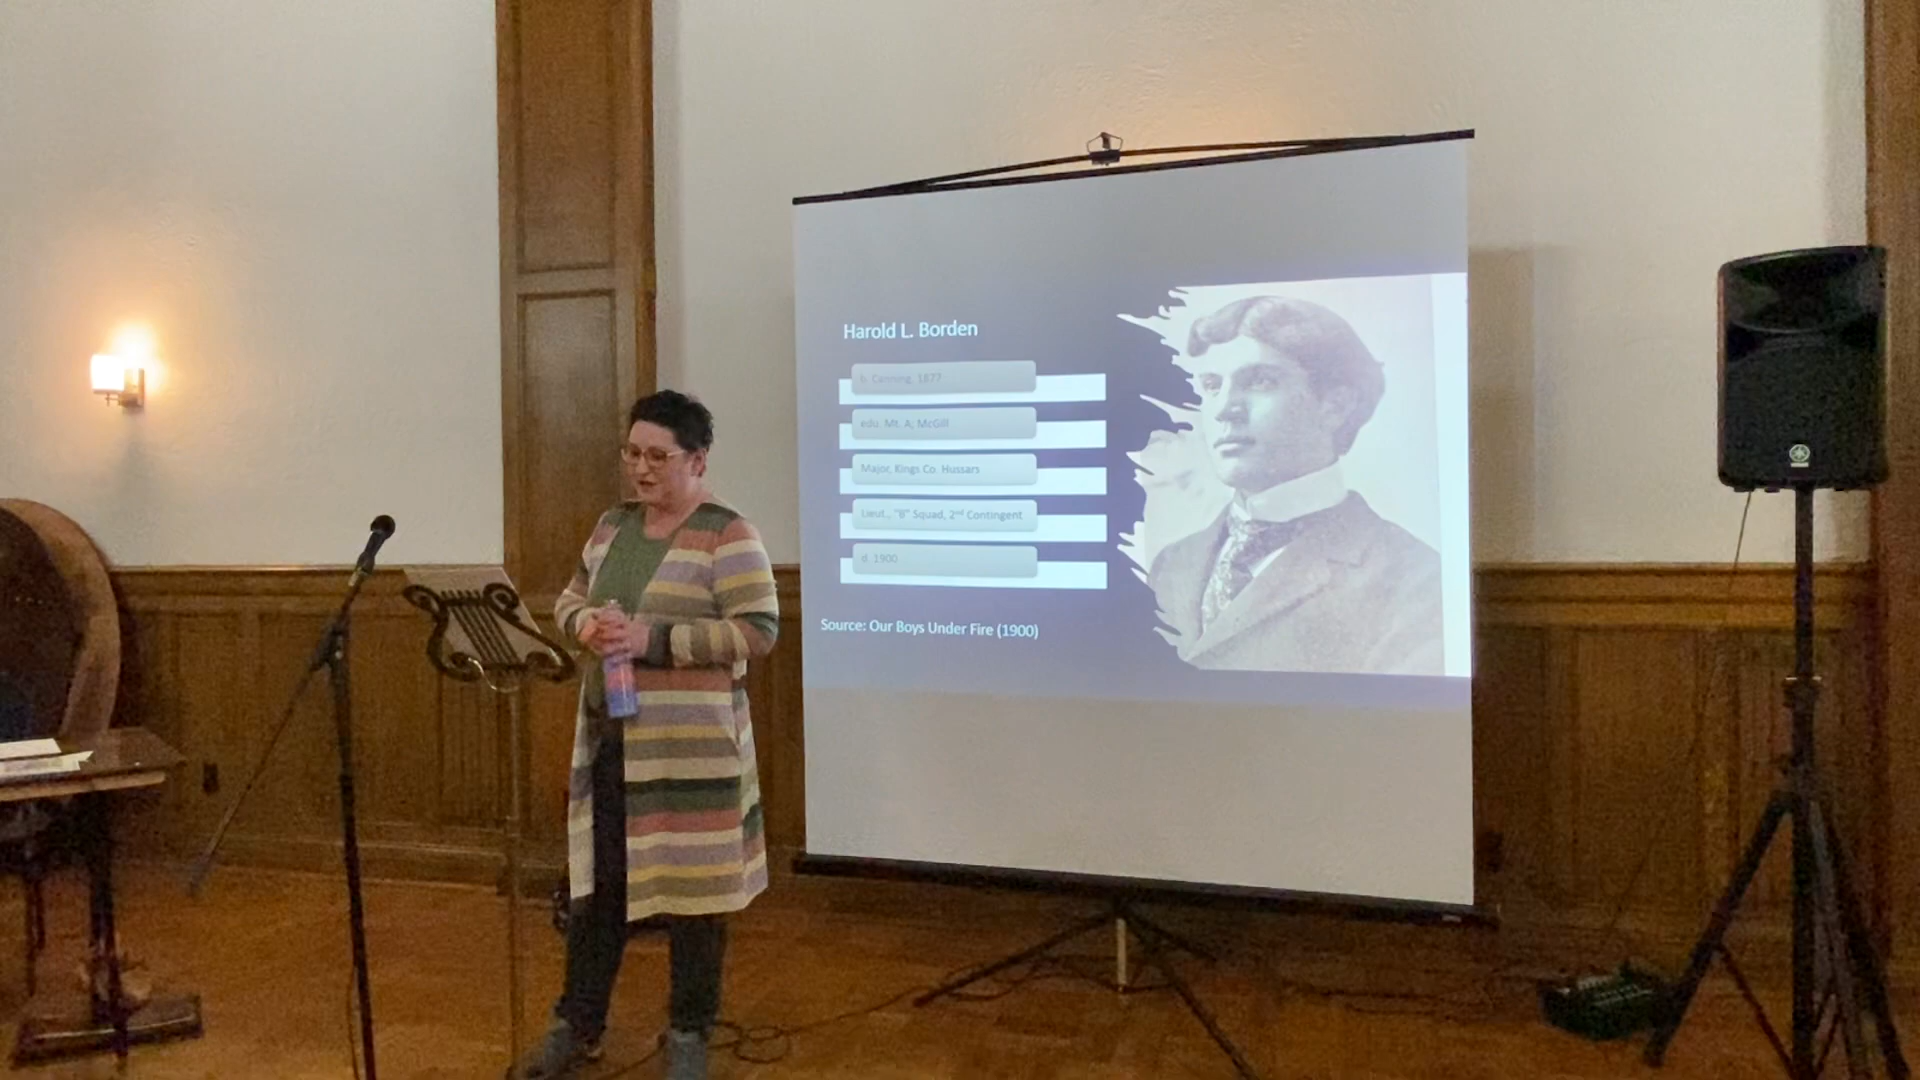 Harold L. Borden
b. Canning, 1877
edu. Mt. A; McGill
Major, Kings Co. Hussars
Lieut., "B" Squad, 2nd Contingent
d. 1900
Source: Our Boys Under Fire (1900)